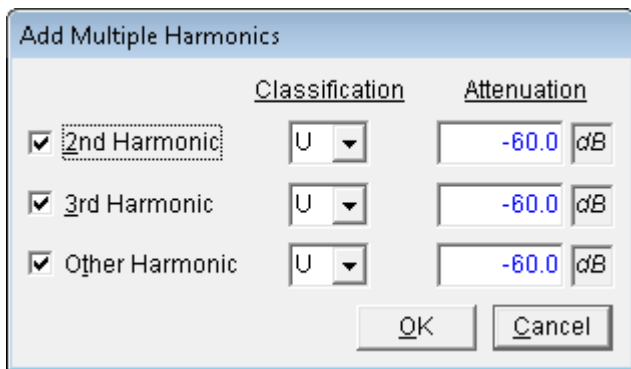 Add Multiple Harmonics
Classification Attenuation
2nd Harmonic U -60.0 dB
3rd Harmonic U -60.0 dB
Other Harmonic U -60.0 dB
OK Cancel